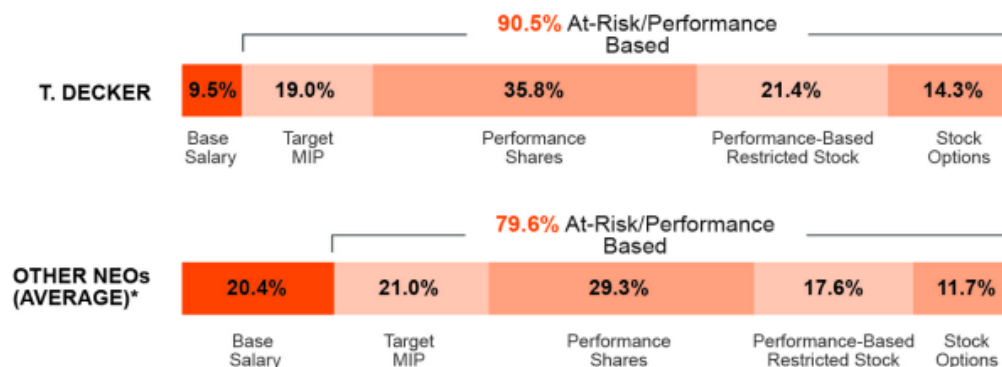 90.5% At-Risk/Performance
Based
T. DECKER
9.5% 19.0% 35.8% 21.4% 14.3%
Base Salary Target MIP Performance Shares Performance-Based Restricted Stock Stock Options
79.6% At-Risk/Performance
Based
OTHER NEOs
(AVERAGE)*
20.4% 21.0% 29.3% 17.6% 11.7%
Base Salary Target MIP Performance Shares Performance-Based Restricted Stock Stock Options